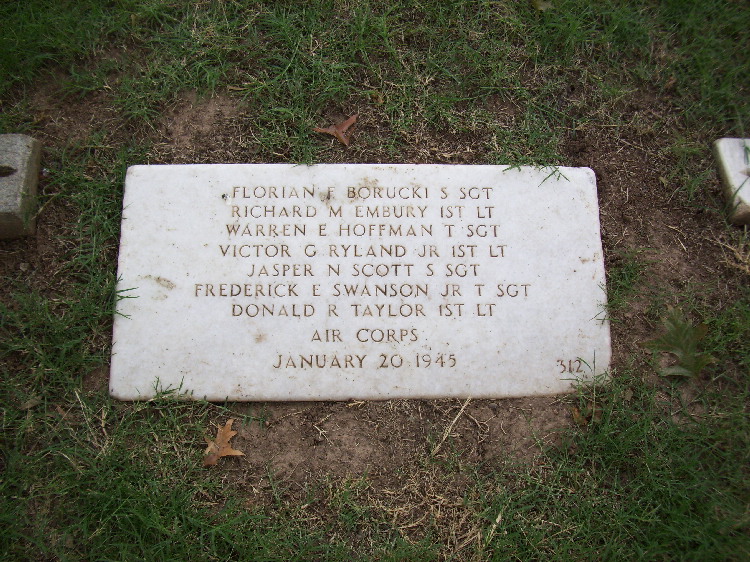 FLORIAN F BORUCKI S SGT
RICHARD M EMBURY 1ST LT
WARREN E HOFFMAN T SGT
VICTOR G RYLAND JR 1ST LT
JASPER N SCOTT S SGT
FREDERICK E SWANSON JR T SGT
DONALD R TAYLOR 1ST LT
AIR CORPS
JANUARY 20 1945
312